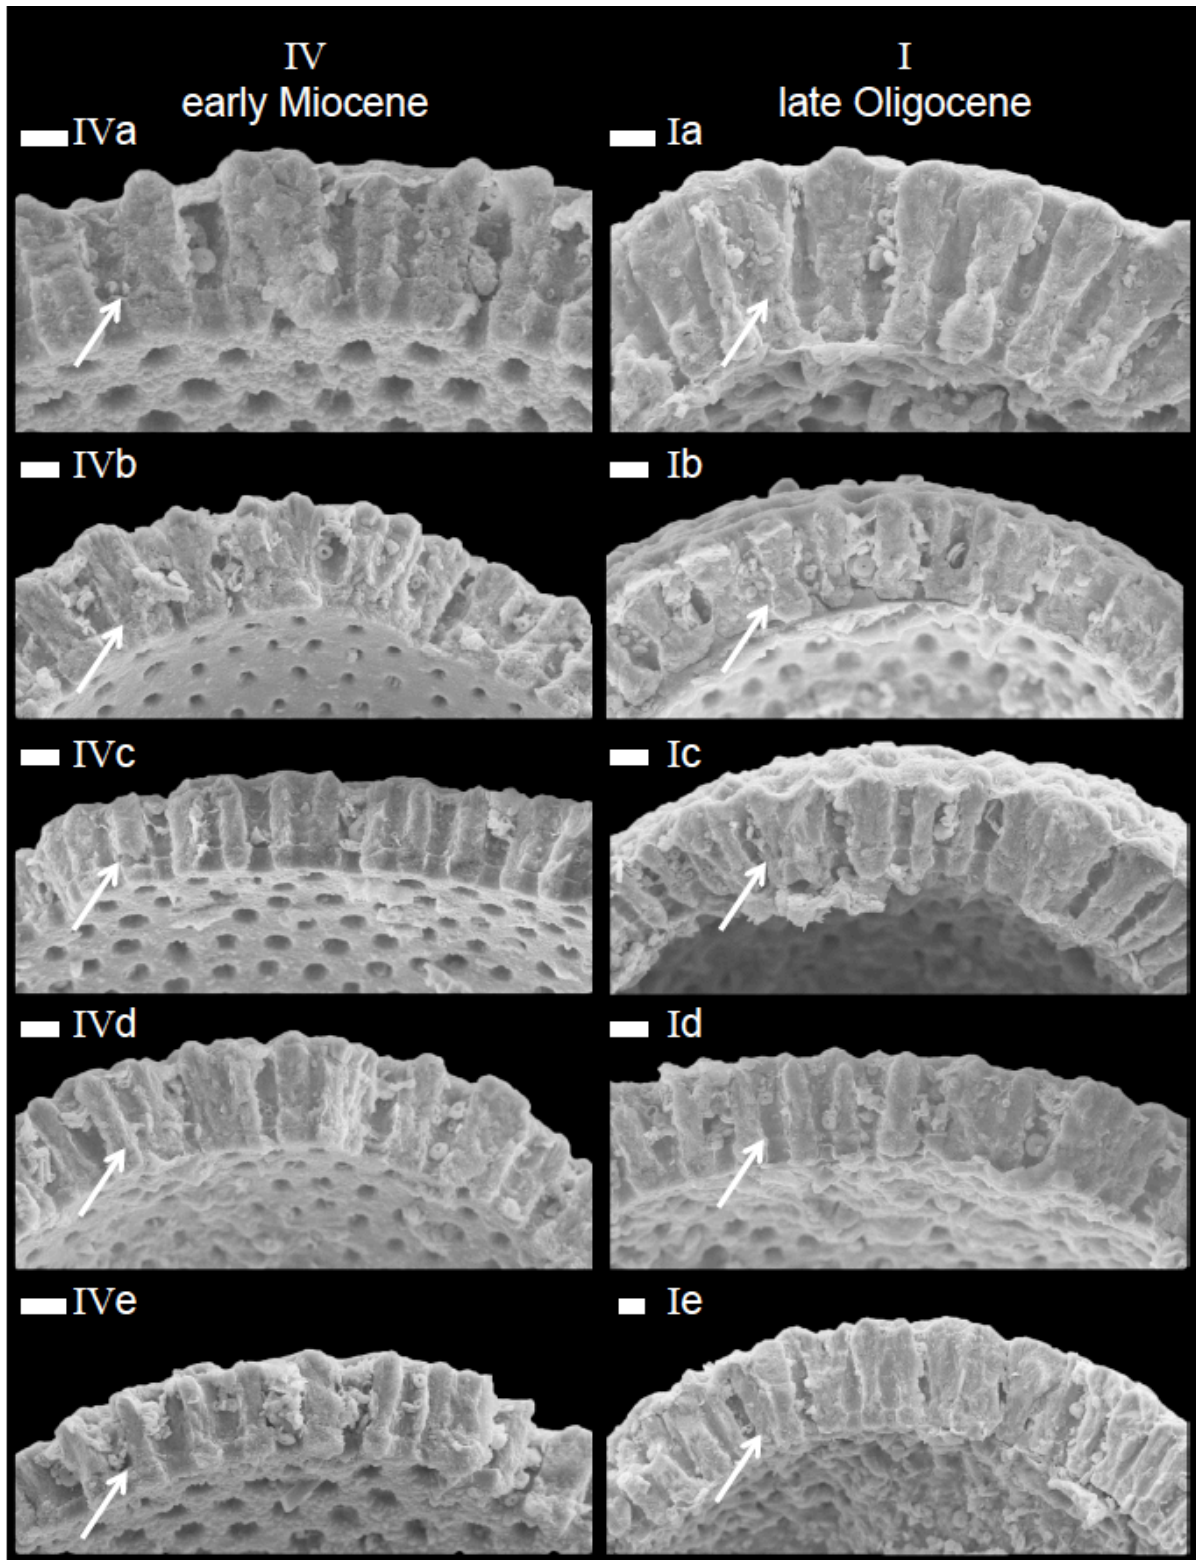 IV
early Miocene
I
late Oligocene
IVa
Ia
IVb
Ib
IVc
Ic
IVd
Id
IVe
Ie